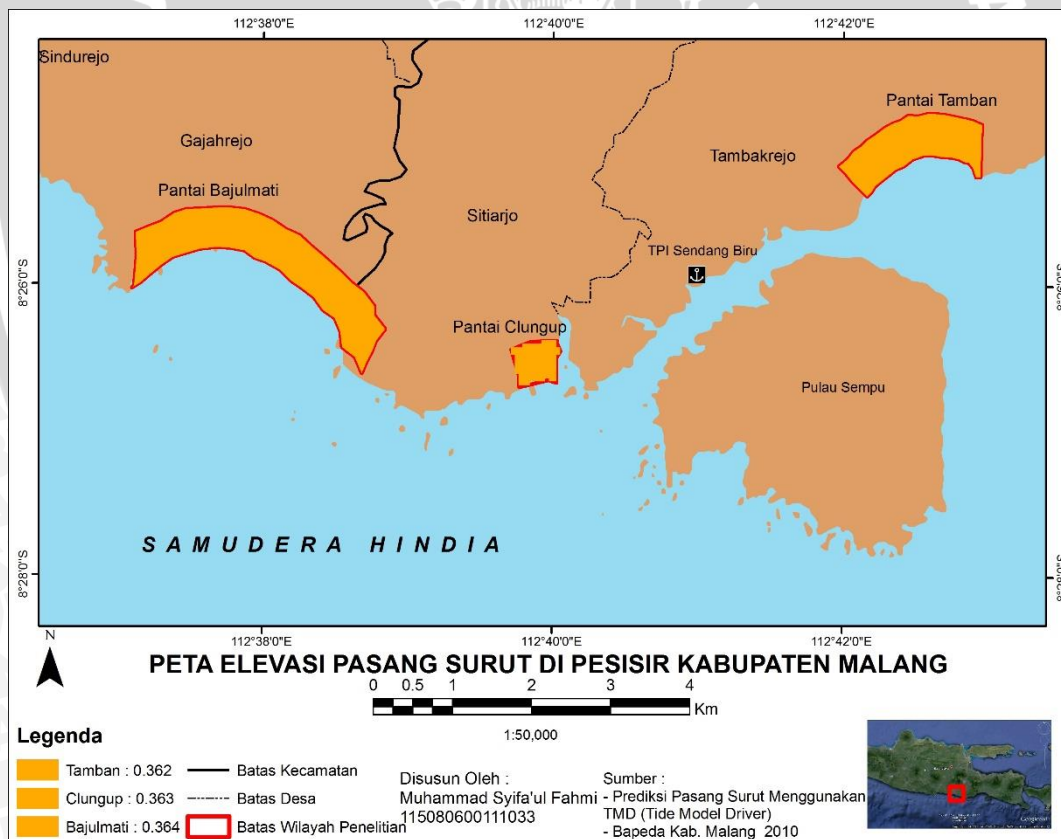 112°38'0"E 112°40'0"E 112°42'0"E
Sindurejo
Pantai Tamban
Gajahrejo
Tambakrejo
Pantai Bajulmati
Sitiarjo
TPI Sendang Biru
8°26'0"S
Pantai Clungup
Pulau Sempu
SAMUDERA HINDIA
8°28'0"S
112°38'0"E 112°40'0"E 112°42'0"E
N
PETA ELEVASI PASANG SURUT DI PESISIR KABUPATEN MALANG
0 0.5 1 2 3 4
Km
1:50,000
Legenda
Tamban : 0.362
Clungup : 0.363
Bajulmati : 0.364
Batas Kecamatan
Batas Desa
Batas Wilayah Penelitian
Disusun Oleh :
Muhammad Syifa'ul Fahmi
115080600111033
Sumber :
- Prediksi Pasang Surut Menggunakan
TMD (Tide Model Driver)
- Bapeda Kab. Malang 2010